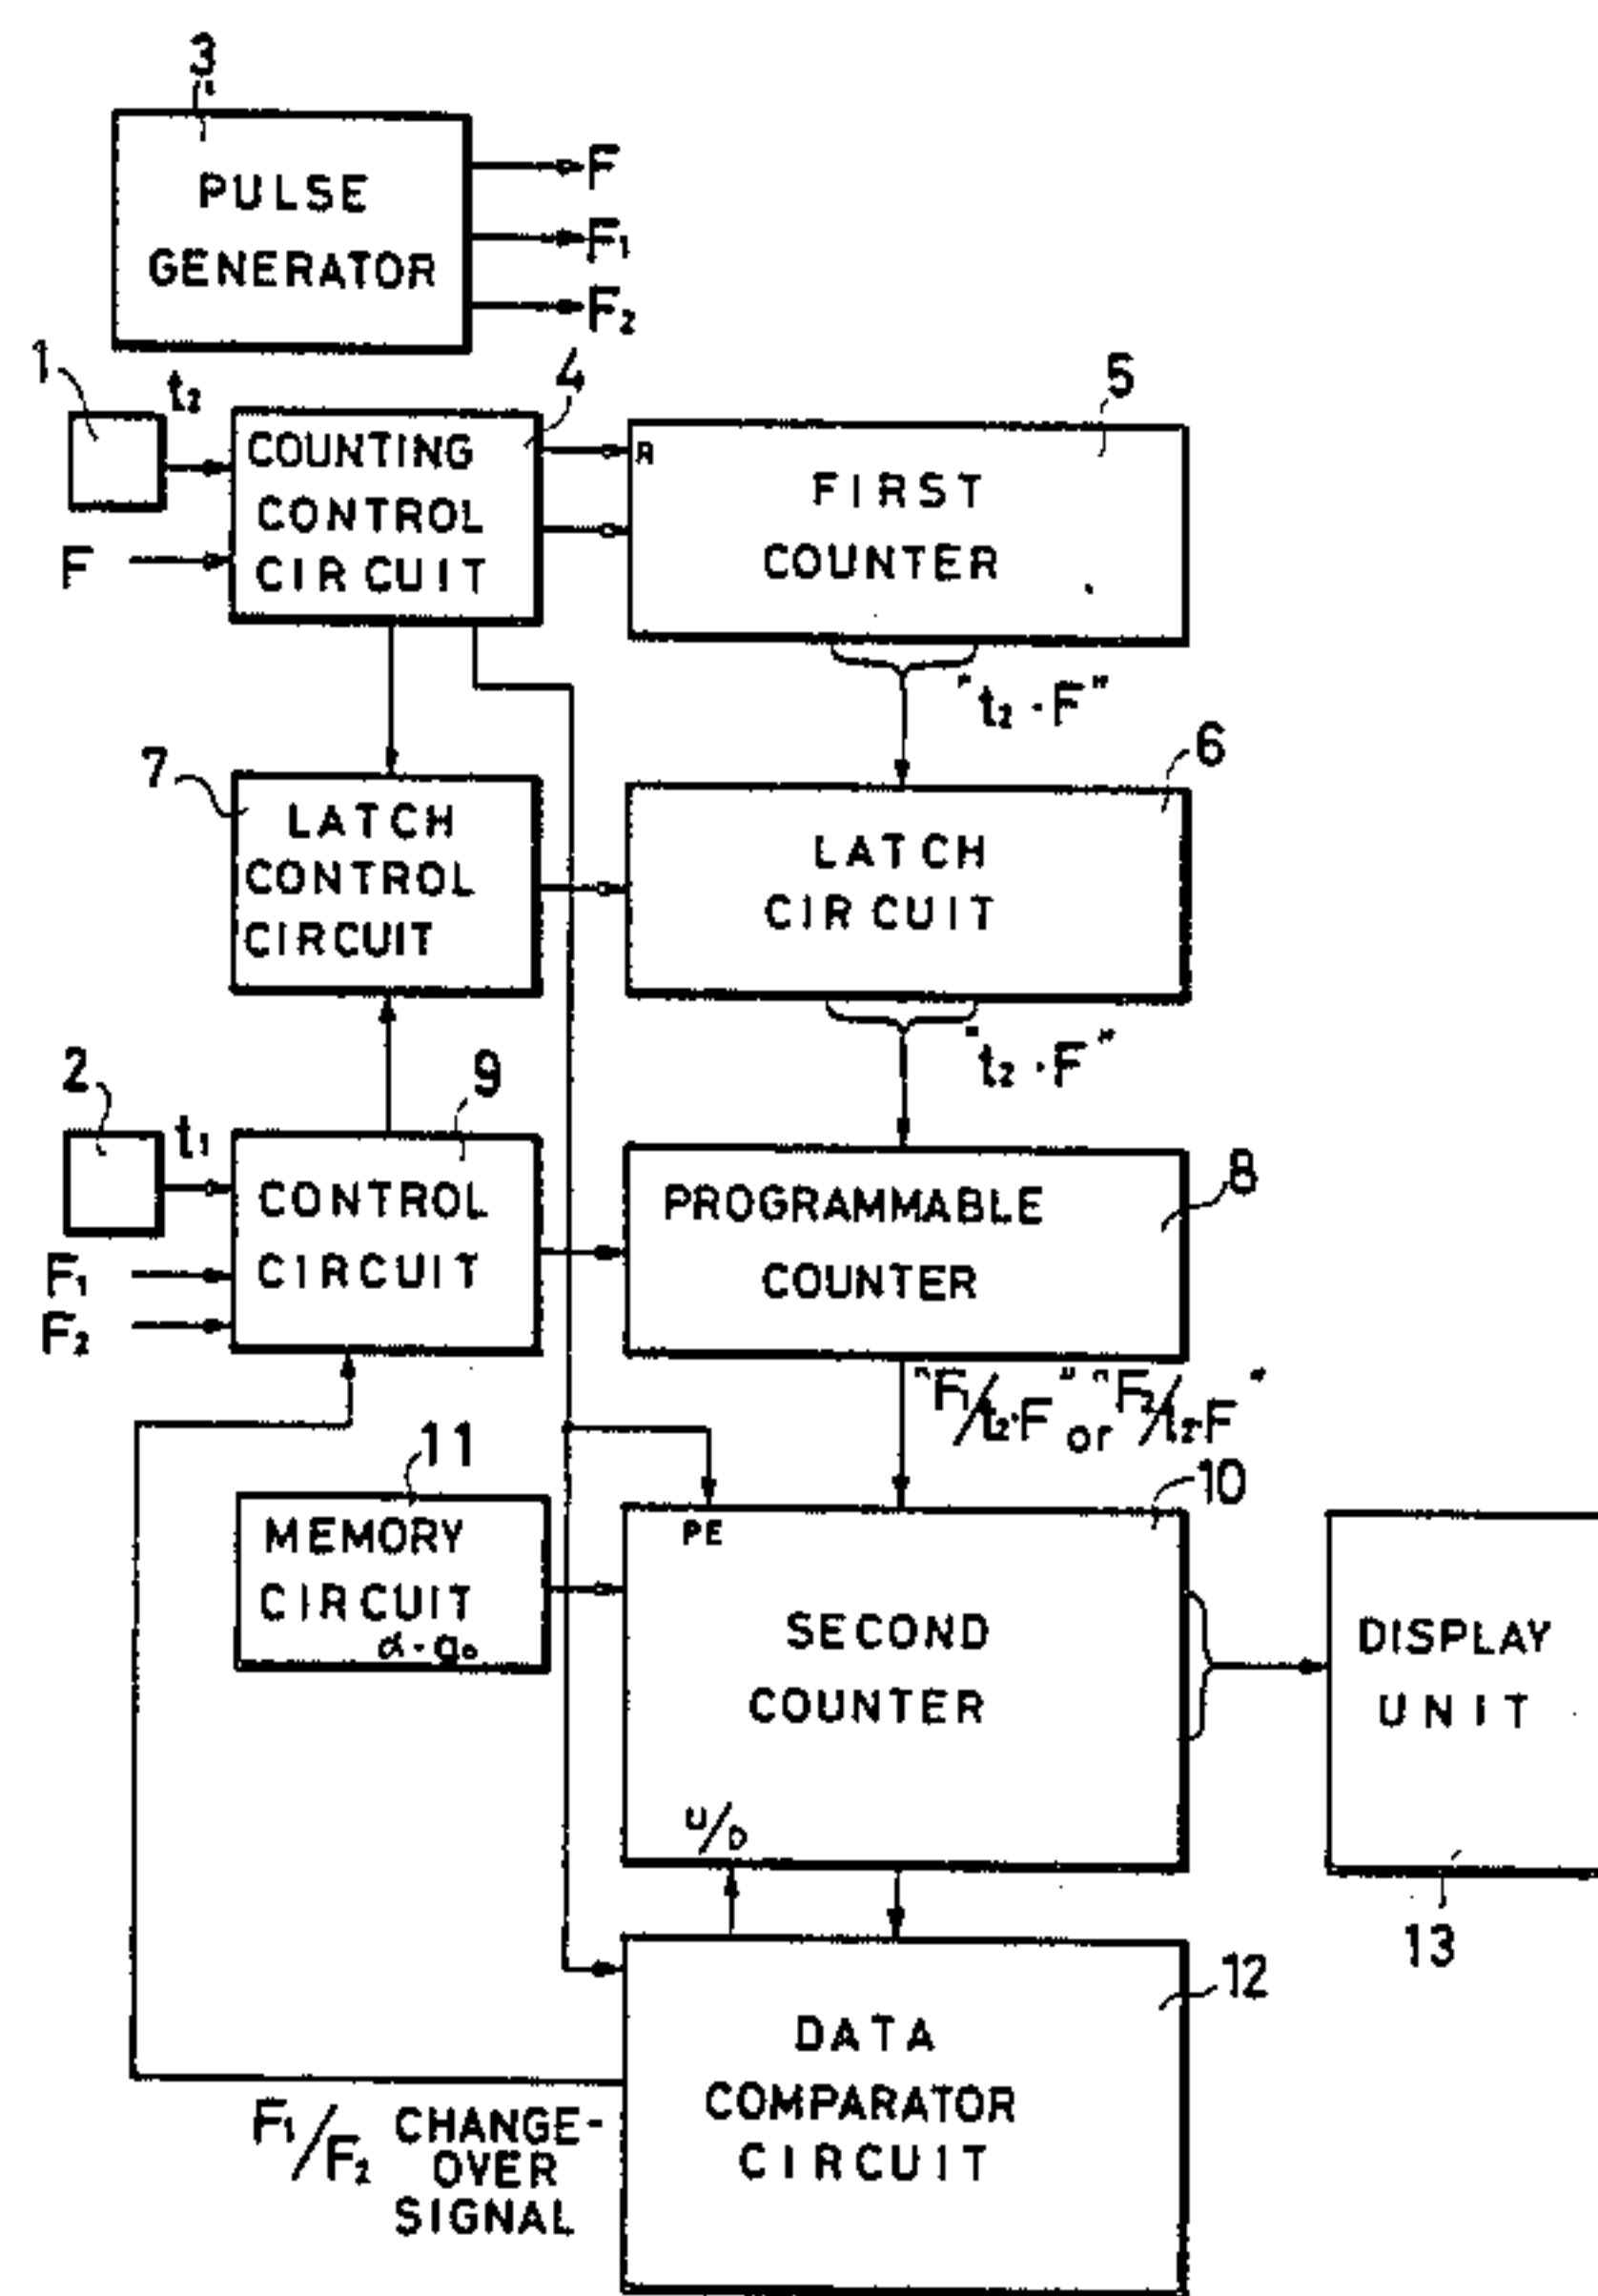 3
PULSE
GENERATOR
F
F₁
F₂
1
t₂
4
COUNTING
CONTROL
CIRCUIT
F
5
R
FIRST
COUNTER
"t₂·F"
7
LATCH
CONTROL
CIRCUIT
6
LATCH
CIRCUIT
"t₂·F"
2
t₁
9
CONTROL
CIRCUIT
F₁
F₂
8
PROGRAMMABLE
COUNTER
"F₁/t₂·F" or "F₂/t₂·F"
11
MEMORY
CIRCUIT
α·g₀
10
PE
SECOND
COUNTER
U/D
DISPLAY
UNIT
13
12
DATA
COMPARATOR
CIRCUIT
F₁/F₂ CHANGE-
OVER
SIGNAL